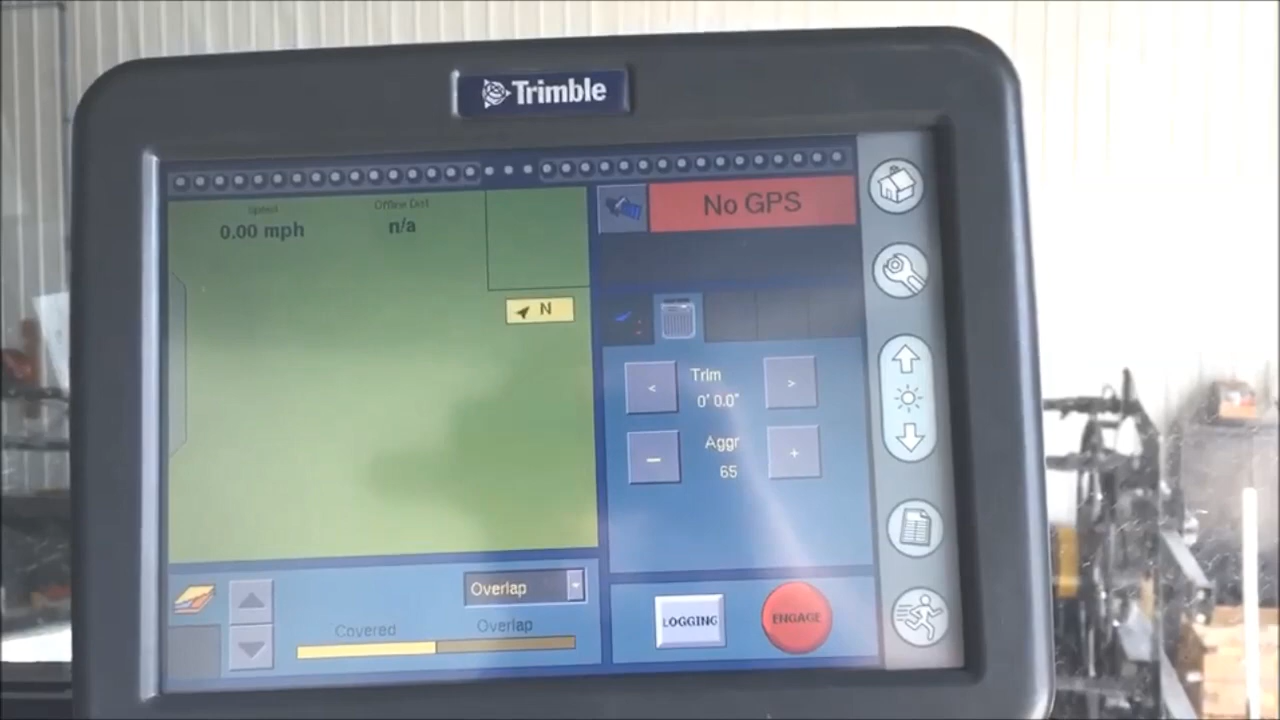 Trimble
Speed
Offline Dist
0.00 mph
n/a
N
No GPS
<
Trim
>
0' 0.0"
–
Aggr
+
65
Overlap
Covered
Overlap
LOGGING
ENGAGE